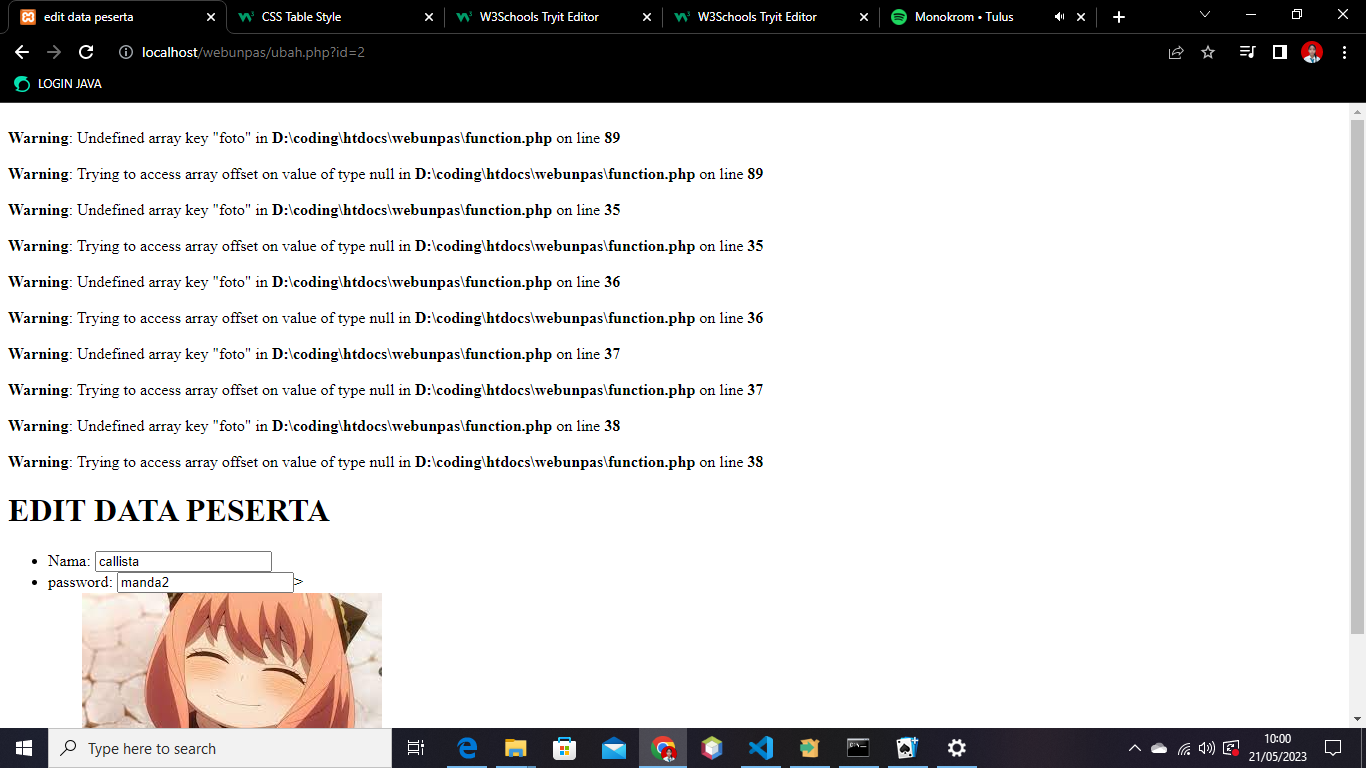 edit data peserta
CSS Table Style
W3Schools Tryit Editor
W3Schools Tryit Editor
Monokrom • Tulus
localhost/webunpas/ubah.php?id=2
LOGIN JAVA
Warning: Undefined array key "foto" in D:\coding\htdocs\webunpas\function.php on line 89
Warning: Trying to access array offset on value of type null in D:\coding\htdocs\webunpas\function.php on line 89
Warning: Undefined array key "foto" in D:\coding\htdocs\webunpas\function.php on line 35
Warning: Trying to access array offset on value of type null in D:\coding\htdocs\webunpas\function.php on line 35
Warning: Undefined array key "foto" in D:\coding\htdocs\webunpas\function.php on line 36
Warning: Trying to access array offset on value of type null in D:\coding\htdocs\webunpas\function.php on line 36
Warning: Undefined array key "foto" in D:\coding\htdocs\webunpas\function.php on line 37
Warning: Trying to access array offset on value of type null in D:\coding\htdocs\webunpas\function.php on line 37
Warning: Undefined array key "foto" in D:\coding\htdocs\webunpas\function.php on line 38
Warning: Trying to access array offset on value of type null in D:\coding\htdocs\webunpas\function.php on line 38
EDIT DATA PESERTA
• Nama: callista
• password: manda2>
Type here to search
10:00
21/05/2023